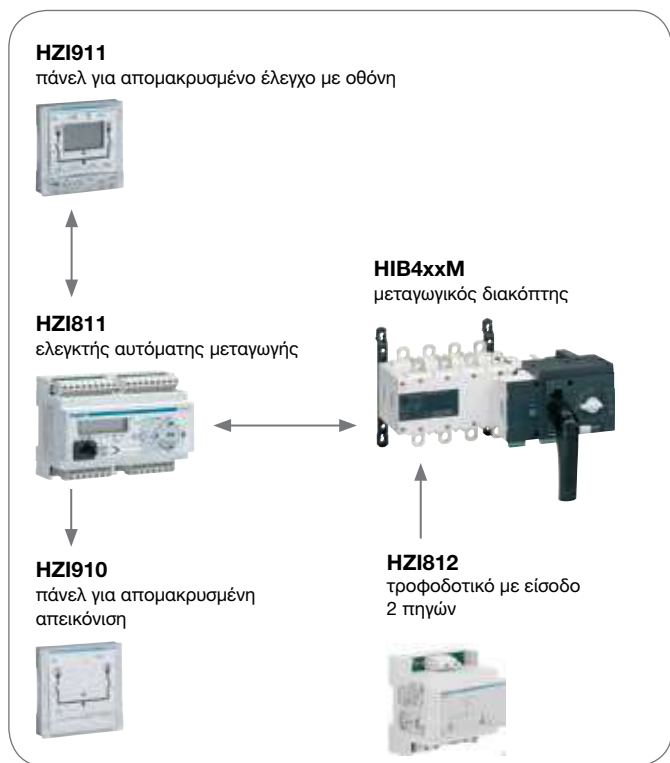 HZI911
πάνελ για απομακρυσμένο έλεγχο με οθόνη
HZI811
ελεγκτής αυτόματης μεταγωγής
HIB4xxM
μεταγωγικός διακόπτης
HZI910
πάνελ για απομακρυσμένη
απεικόνιση
HZI812
τροφοδοτικό με είσοδο
2 πηγών